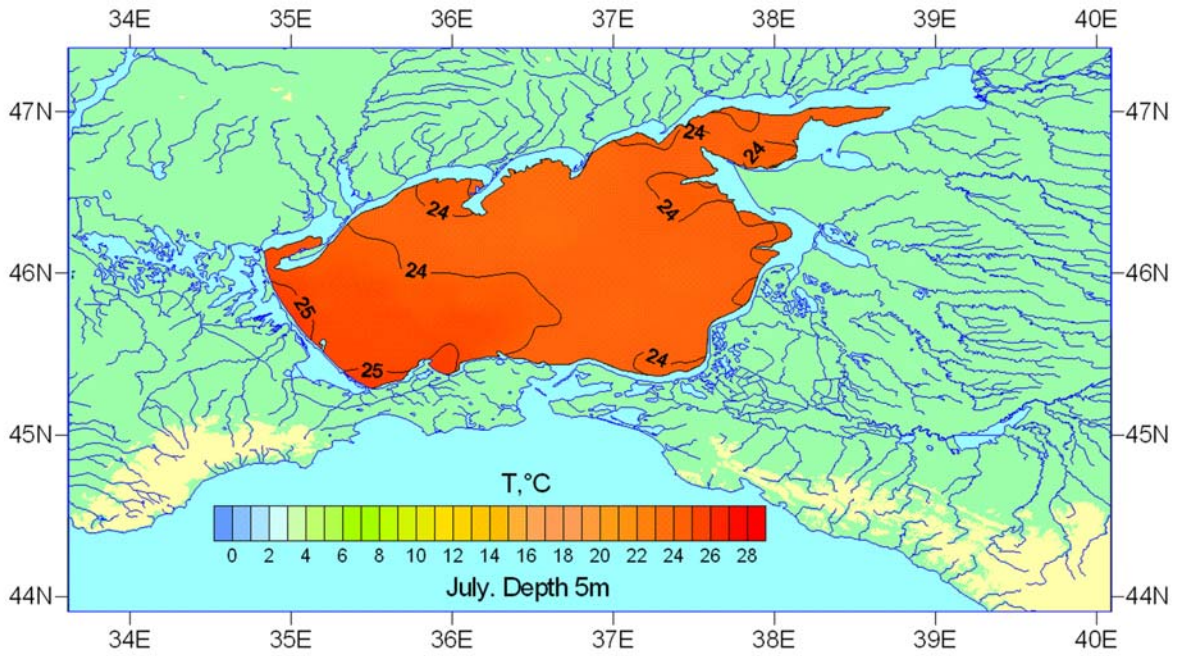 34E 35E 36E 37E 38E 39E 40E
47N 24 47N
24
24 24
46N 24 46N
25
24
25
45N 45N
T,°C
0 2 4 6 8 10 12 14 16 18 20 22 24 26 28
July. Depth 5m
44N 44N
34E 35E 36E 37E 38E 39E 40E